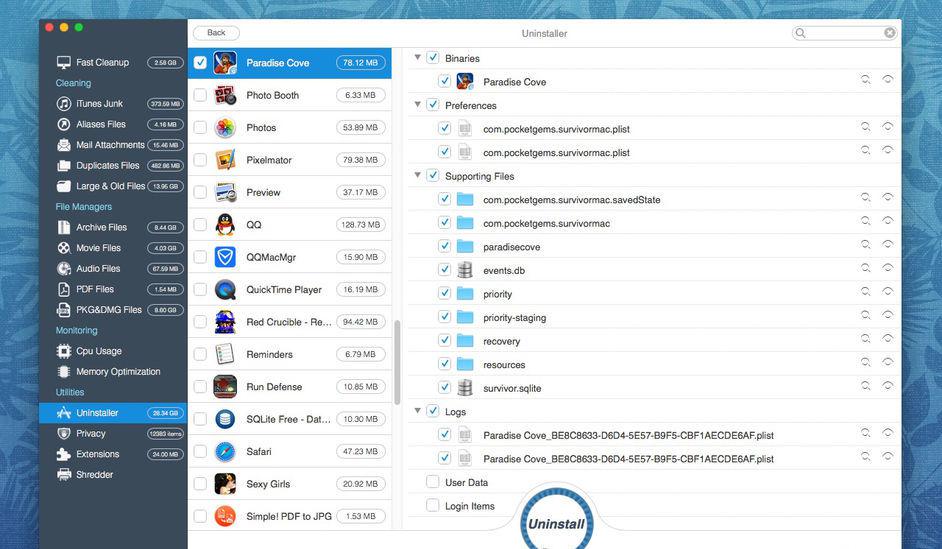 Back
Uninstaller
Fast Cleanup 2.58 GB
Cleaning
iTunes Junk 373.59 MB
Aliases Files 4.16 MB
Mail Attachments 15.46 MB
Duplicates Files 482.86 MB
Large & Old Files 13.95 GB
File Managers
Archive Files 8.44 GB
Movie Files 4.03 GB
Audio Files 67.59 MB
PDF Files 1.54 MB
PKG&DMG Files 8.60 GB
Monitoring
Cpu Usage
Memory Optimization
Utilities
Uninstaller 28.34 GB
Privacy 12383 items
Extensions 24.00 MB
Shredder
Paradise Cove 78.12 MB
Photo Booth 6.33 MB
Photos 53.89 MB
Pixelmator 79.38 MB
Preview 37.17 MB
QQ 128.73 MB
QQMacMgr 15.90 MB
QuickTime Player 16.19 MB
Red Crucible - Re... 94.42 MB
Reminders 6.79 MB
Run Defense 10.85 MB
SQLite Free - Dat... 10.30 MB
Safari 47.23 MB
Sexy Girls 20.92 MB
Simple! PDF to JPG 1.53 MB
Binaries
Paradise Cove
Preferences
com.pocketgems.survivormac.plist
com.pocketgems.survivormac.plist
Supporting Files
com.pocketgems.survivormac.savedState
com.pocketgems.survivormac
paradisecove
events.db
priority
priority-staging
recovery
resources
survivor.sqlite
Logs
Paradise Cove_BE8C8633-D6D4-5E57-B9F5-CBF1AECDE6AF.plist
Paradise Cove_BE8C8633-D6D4-5E57-B9F5-CBF1AECDE6AF.plist
User Data
Login Items
Uninstall